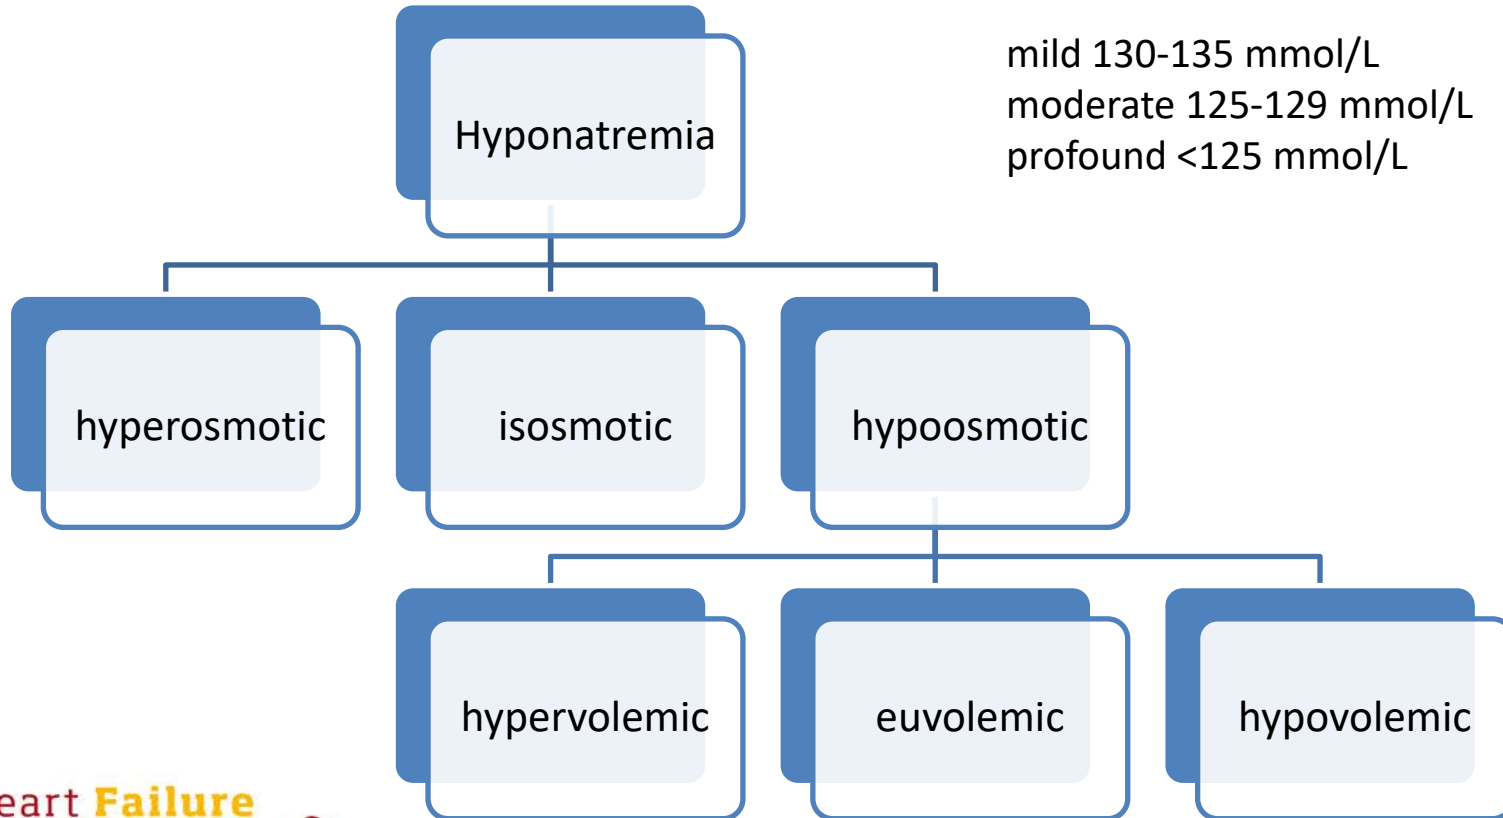 mild 130-135 mmol/L
moderate 125-129 mmol/L
profound <125 mmol/L
Hyponatremia
hyperosmotic
isosmotic
hypoosmotic
hypervolemic
euvolemic
hypovolemic
eart Failure